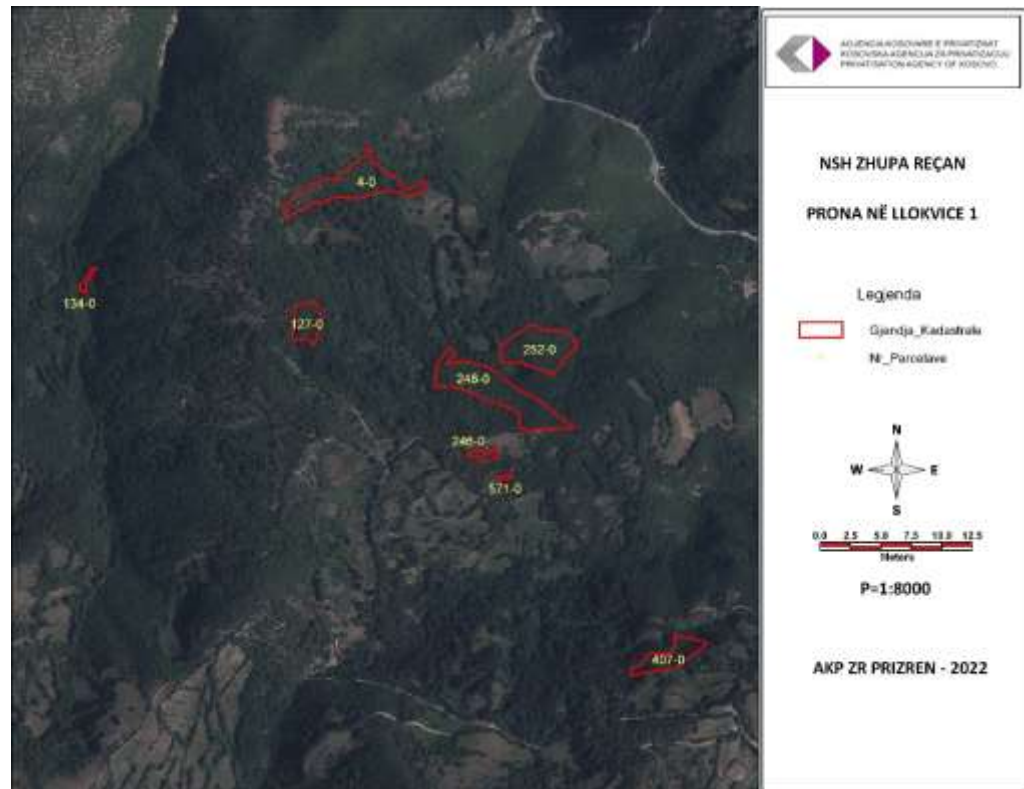 AGJENCIA KOSOVARE E PRIVATIZIMIT
KOSOVSKA AGENCIJA ZA PRIVATIZACIJU
PRIVATISATION AGENCY OF KOSOVO
NSH ZHUPA REÇAN
PRONA NË LLOKVICE 1
Legjenda
Gjendja_Kadastrale
Nr_Parcelave
N
W E
S
0.0 2.5 5.0 7.5 10.0 12.5
Meters
P=1:8000
AKP ZR PRIZREN - 2022
4-0
134-0
127-0
252-0
245-0
246-0
571-0
407-0